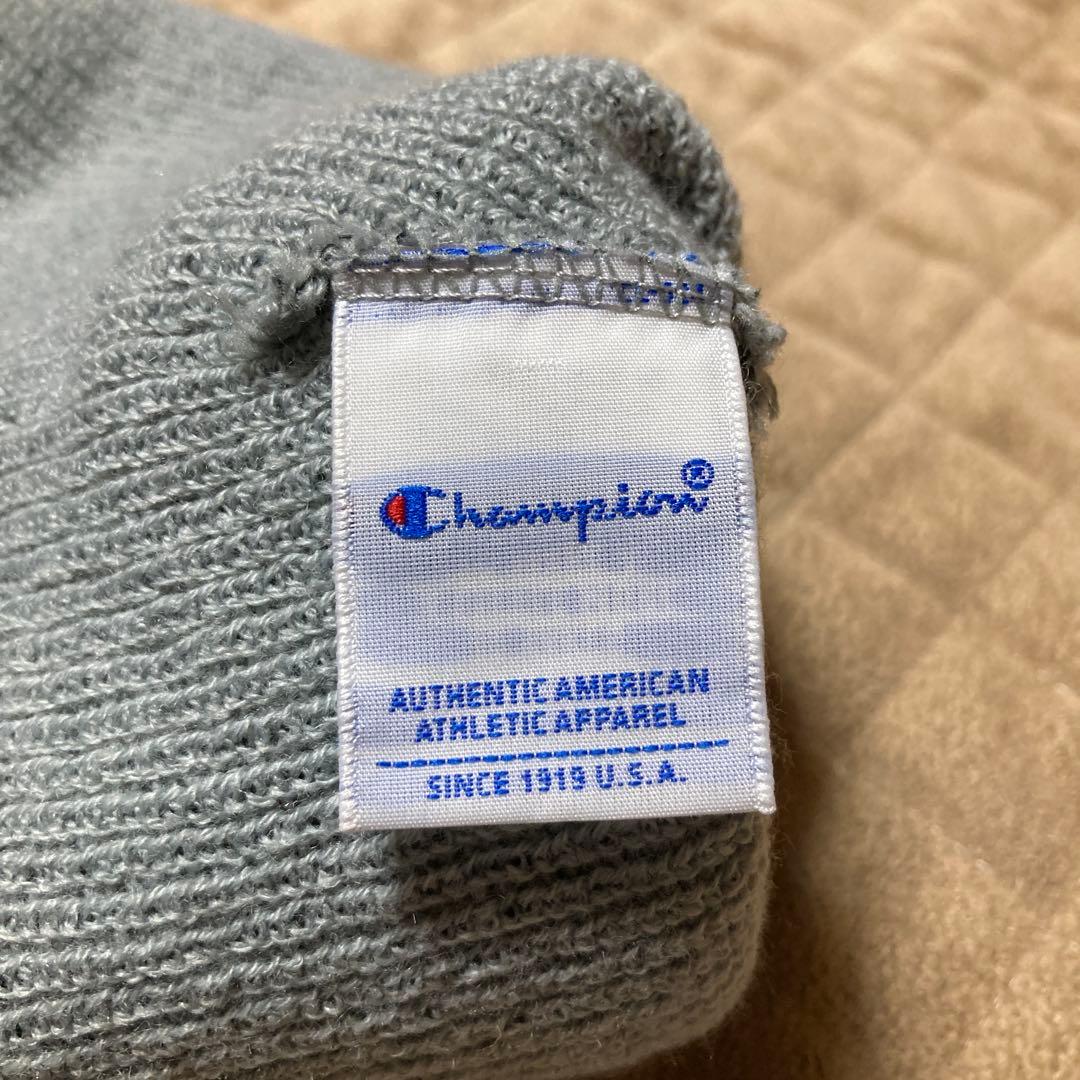 Champion®
AUTHENTIC AMERICAN
ATHLETIC APPAREL
SINCE 1919 U.S.A.